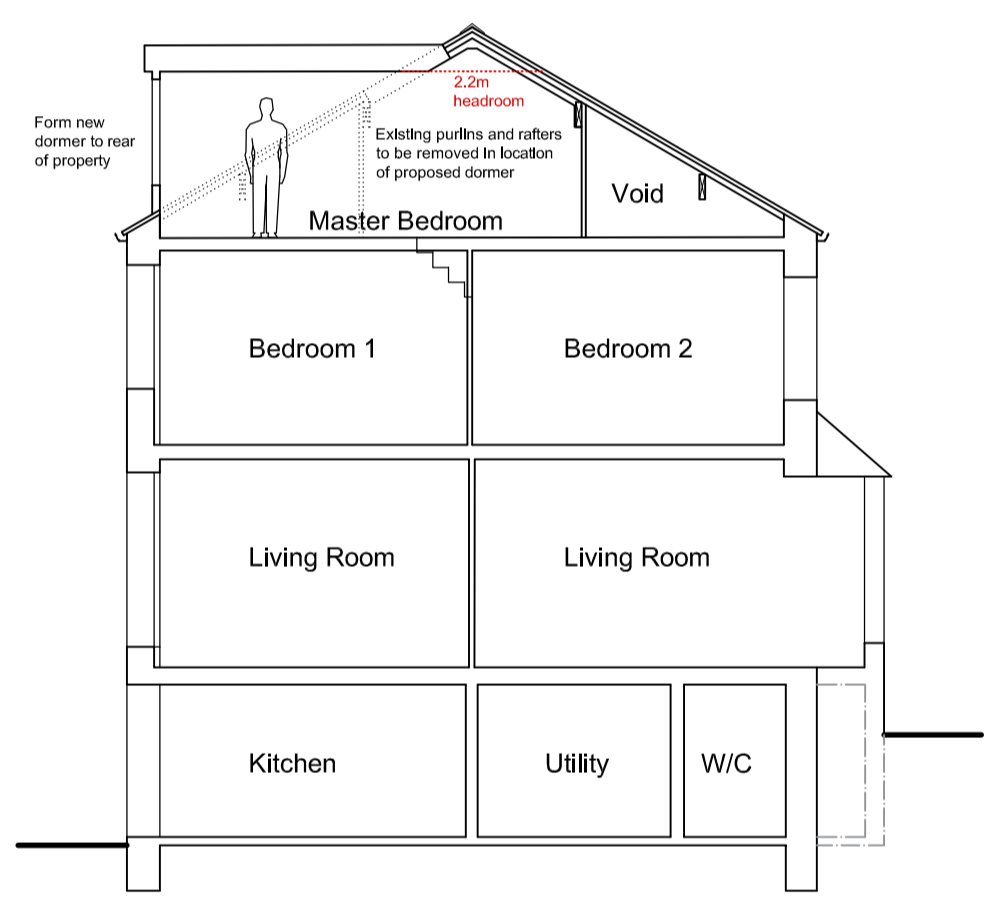 2.2m
headroom
Form new
dormer to rear
of property
Existing purlins and rafters
to be removed in location
of proposed dormer
Void
Master Bedroom
Bedroom 1
Bedroom 2
Living Room
Living Room
Kitchen
Utility
W/C